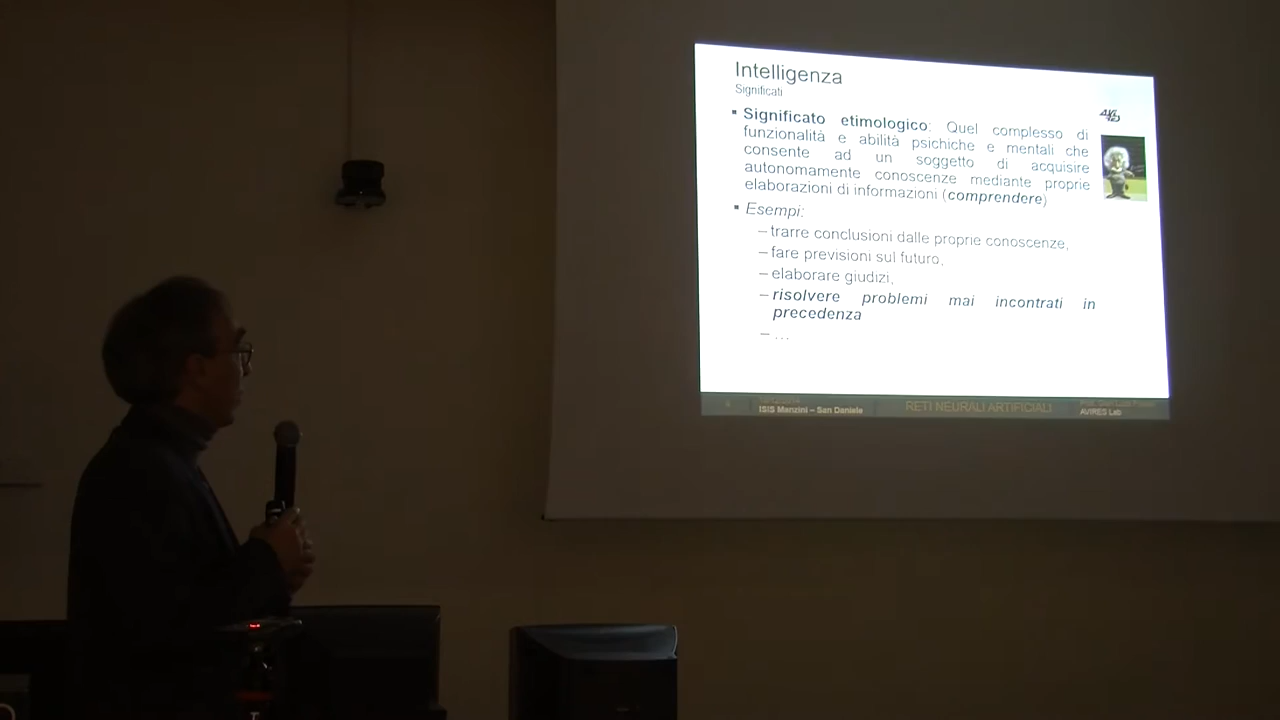 Intelligenza
Significati
▪ Significato etimologico: Quel complesso di
funzionalità e abilità psichiche e mentali che
consente ad un soggetto di acquisire
autonomamente conoscenze mediante proprie
elaborazioni di informazioni (comprendere)
▪ Esempi:
– trarre conclusioni dalle proprie conoscenze,
– fare previsioni sul futuro,
– elaborare giudizi,
– risolvere problemi mai incontrati in
precedenza
– ...
ISIS Manzini – San Daniele
RETI NEURALI ARTIFICIALI
AVIRES Lab